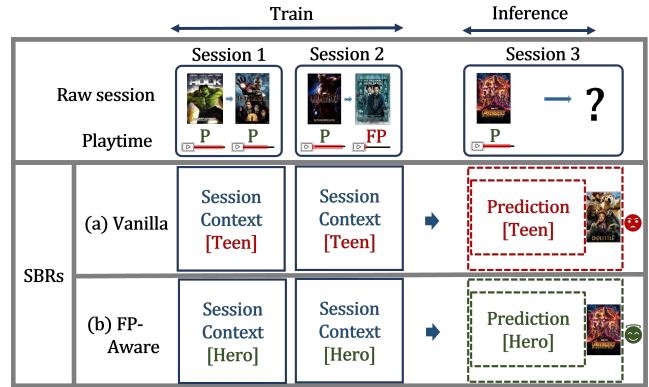 Train
Inference
Session 1
Session 2
Session 3
Raw session
?
Playtime
P
P
P
FP
P
SBRs
(a) Vanilla
Session
Context
[Teen]
Session
Context
[Teen]
Prediction
[Teen]
DOLITTLE
(b) FP-
Aware
Session
Context
[Hero]
Session
Context
[Hero]
Prediction
[Hero]